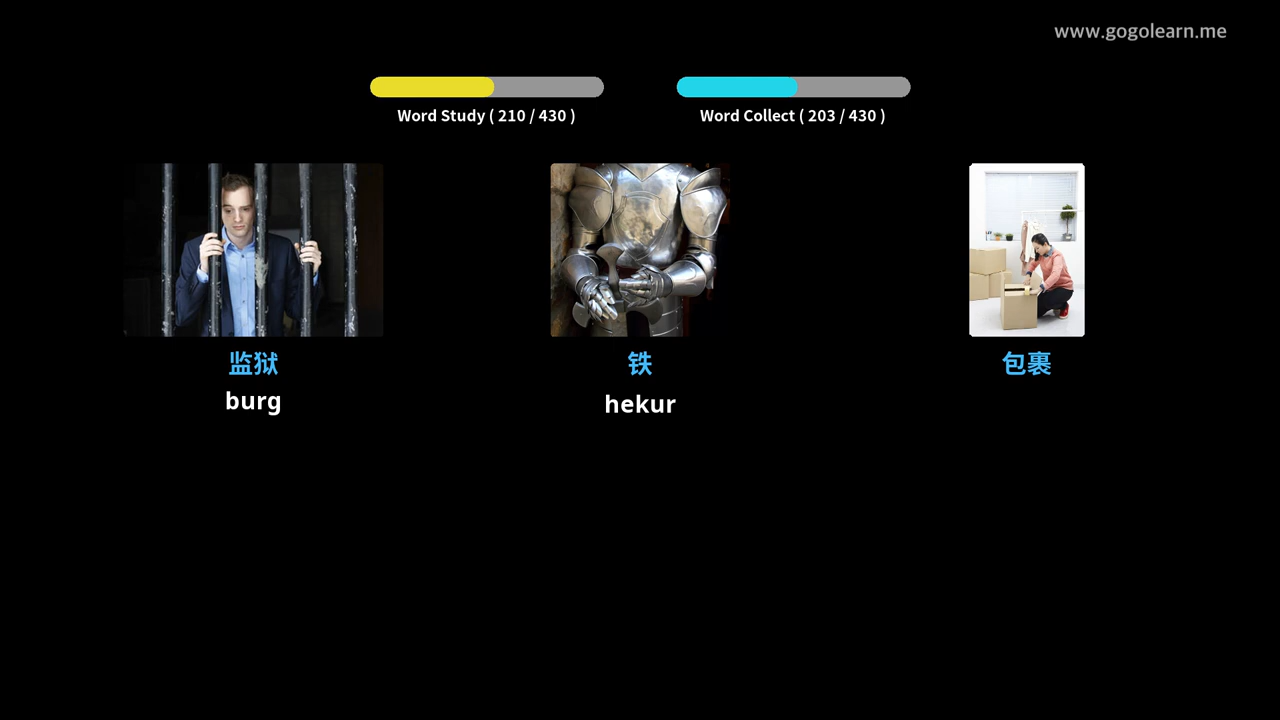 www.gogolearn.me
Word Study ( 210 / 430 )
Word Collect ( 203 / 430 )
监狱
铁
包裹
burg
hekur